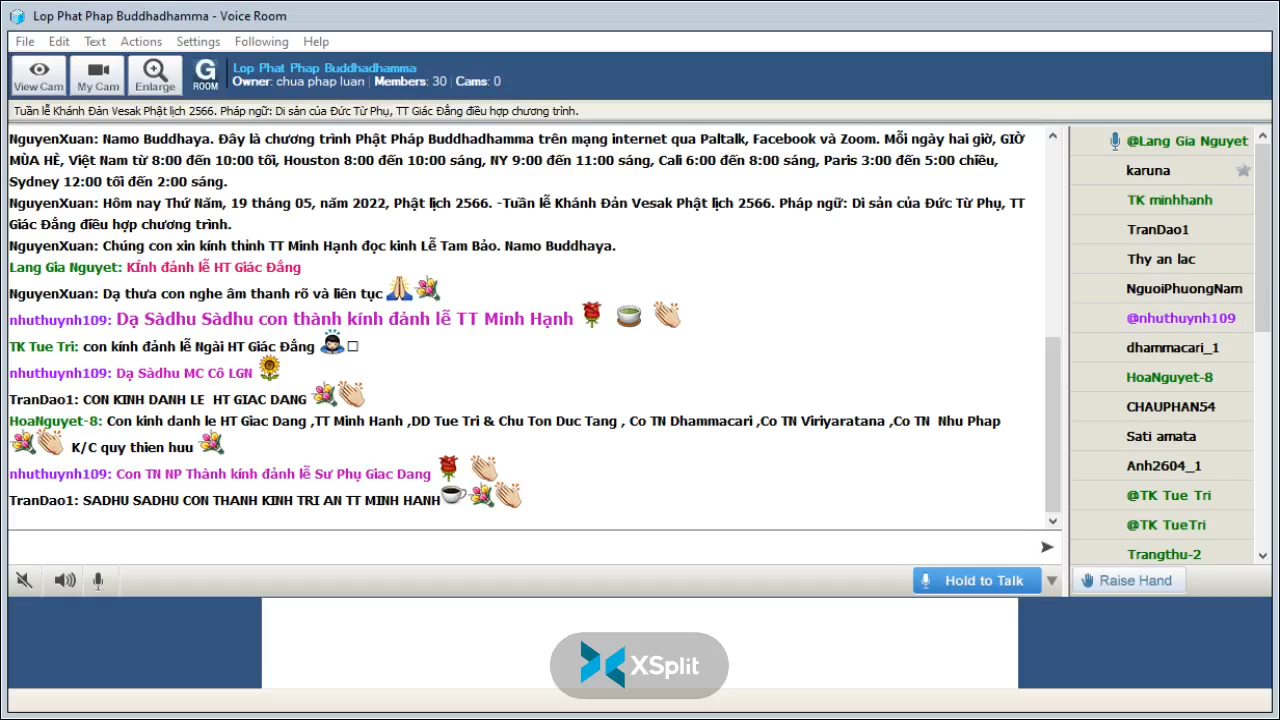 Lop Phat Phap Buddhadhamma - Voice Room
File Edit Text Actions Settings Following Help
View Cam My Cam Enlarge G ROOM
Lop Phat Phap Buddhadhamma
Owner: chua phap luan | Members: 30 | Cams: 0
Tuần lễ Khánh Đản Vesak Phật lịch 2566. Pháp ngữ: Di sản của Đức Từ Phụ, TT Giác Đẳng điều hợp chương trình.
NguyenXuan: Namo Buddhaya. Đây là chương trình Phật Pháp Buddhadhamma trên mạng internet qua Paltalk, Facebook và Zoom. Mỗi ngày hai giờ, GIỜ
MÙA HÈ, Việt Nam từ 8:00 đến 10:00 tối, Houston 8:00 đến 10:00 sáng, NY 9:00 đến 11:00 sáng, Cali 6:00 đến 8:00 sáng, Paris 3:00 đến 5:00 chiều,
Sydney 12:00 tối đến 2:00 sáng.
NguyenXuan: Hôm nay Thứ Năm, 19 tháng 05, năm 2022, Phật lịch 2566. -Tuần lễ Khánh Đản Vesak Phật lịch 2566. Pháp ngữ: Di sản của Đức Từ Phụ, TT
Giác Đẳng điều hợp chương trình.
NguyenXuan: Chúng con xin kính thỉnh TT Minh Hạnh đọc kinh Lễ Tam Bảo. Namo Buddhaya.
Lang Gia Nguyet: KÍnh đảnh lễ HT Giác Đẳng
NguyenXuan: Dạ thưa con nghe âm thanh rõ và liên tục
nhuthuynh109: Dạ Sàdhu Sàdhu con thành kính đảnh lễ TT Minh Hạnh
TK Tue Tri: con kính đảnh lễ Ngài HT Giác Đẳng
nhuthuynh109: Dạ Sàdhu MC Cô LGN
TranDao1: CON KINH DANH LE HT GIAC DANG
HoaNguyet-8: Con kinh danh le HT Giac Dang ,TT Minh Hanh ,DD Tue Tri & Chu Ton Duc Tang , Co TN Dhammacari ,Co TN Viriyaratana ,Co TN Nhu Phap
K/C quy thien huu
nhuthuynh109: Con TN NP Thành kính đảnh lễ Sư Phụ Giac Dang
TranDao1: SADHU SADHU CON THANH KINH TRI AN TT MINH HANH
@Lang Gia Nguyet
karuna
TK minhhanh
TranDao1
Thy an lac
NguoiPhuongNam
@nhuthuynh109
dhammacari_1
HoaNguyet-8
CHAUPHAN54
Sati amata
Anh2604_1
@TK Tue Tri
@TK TueTri
Trangthu-2
Hold to Talk
Raise Hand
XSplit